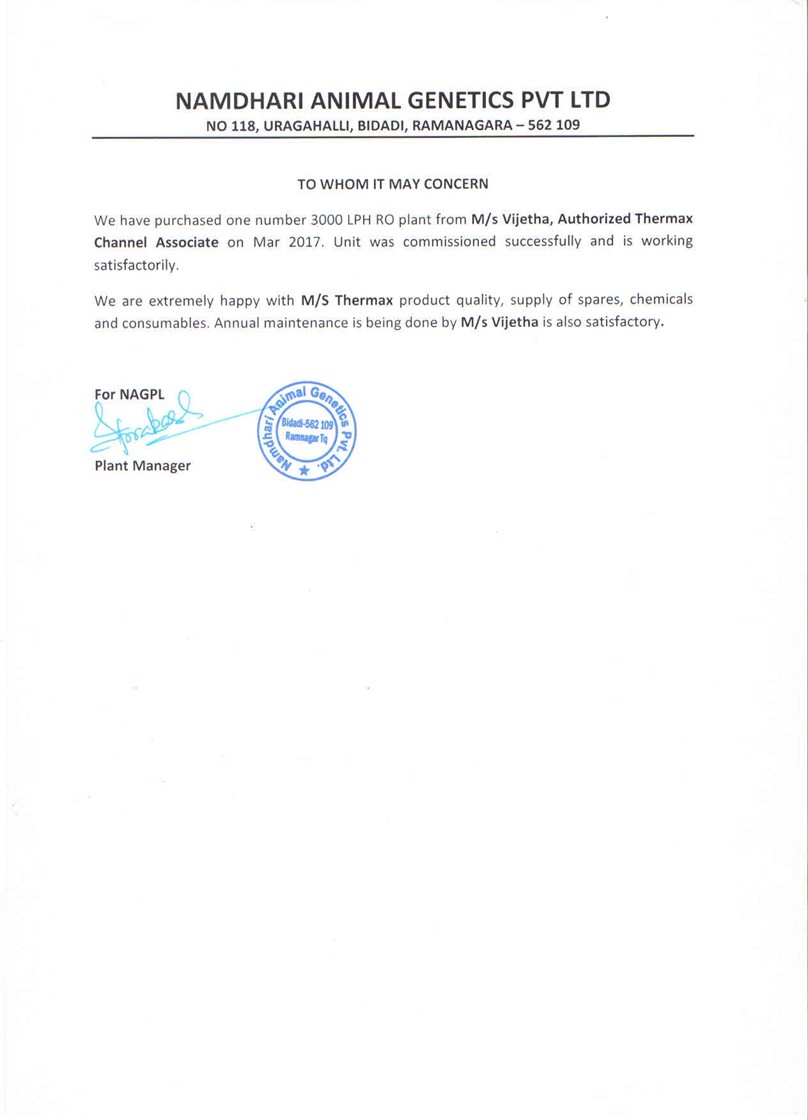 NAMDHARI ANIMAL GENETICS PVT LTD
NO 118, URAGAHALLI, BIDADI, RAMANAGARA – 562 109
TO WHOM IT MAY CONCERN
We have purchased one number 3000 LPH RO plant from M/s Vijetha, Authorized Thermax
Channel Associate on Mar 2017. Unit was commissioned successfully and is working
satisfactorily.
We are extremely happy with M/S Thermax product quality, supply of spares, chemicals
and consumables. Annual maintenance is being done by M/s Vijetha is also satisfactory.
For NAGPL
Plant Manager
Namdhari Animal Genetics Pvt. Ltd.
Bidadi-562 109
Ramnagar Tq